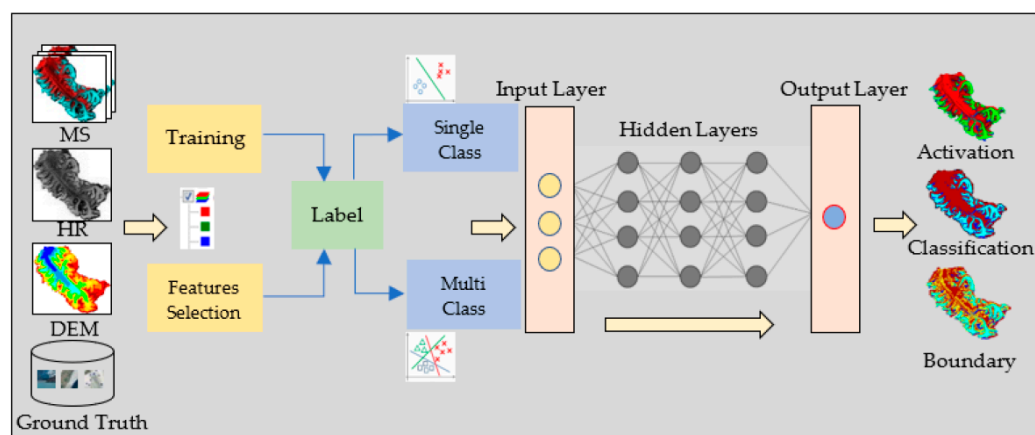 MS
HR
DEM
Ground Truth
Training
Features
Selection
Label
Single
Class
Multi
Class
Input Layer
Hidden Layers
Output Layer
Activation
Classification
Boundary